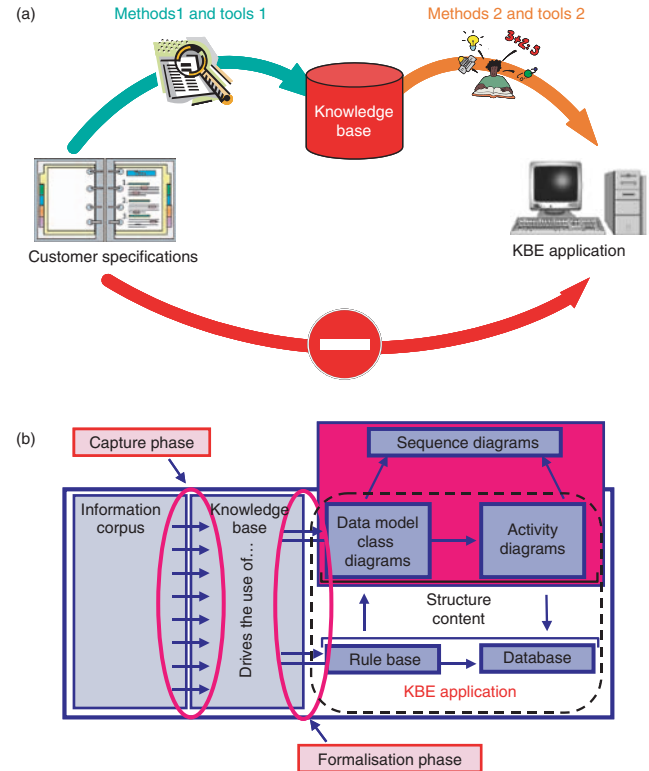 (a)
Methods1 and tools 1
Methods 2 and tools 2
3+2=5
Knowledge
base
Customer specifications
KBE application
(b)
Capture phase
Sequence diagrams
Information
corpus
Knowledge
base
Drives the use of…
Data model
class
diagrams
Activity
diagrams
Structure
content
Rule base
Database
KBE application
Formalisation phase